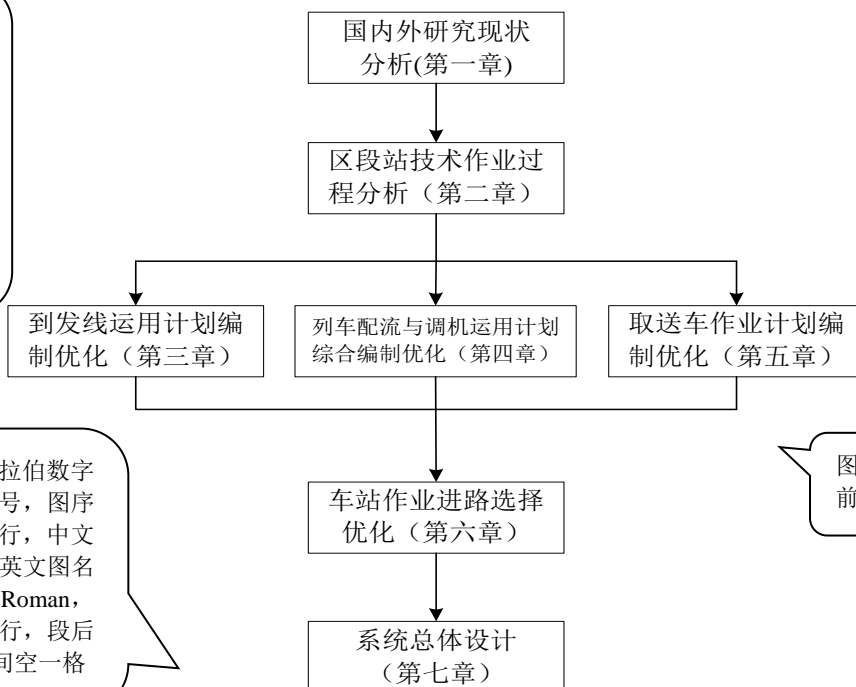 国内外研究现状
分析(第一章)
区段站技术作业过
程分析（第二章）
到发线运用计划编
制优化（第三章）
列车配流与调机运用计划
综合编制优化（第四章）
取送车作业计划编
制优化（第五章）
拉伯数字
号，图序
行，中文
英文图名
Roman，
行，段后
间空一格
图
前
车站作业进路选择
优化（第六章）
系统总体设计
（第七章）